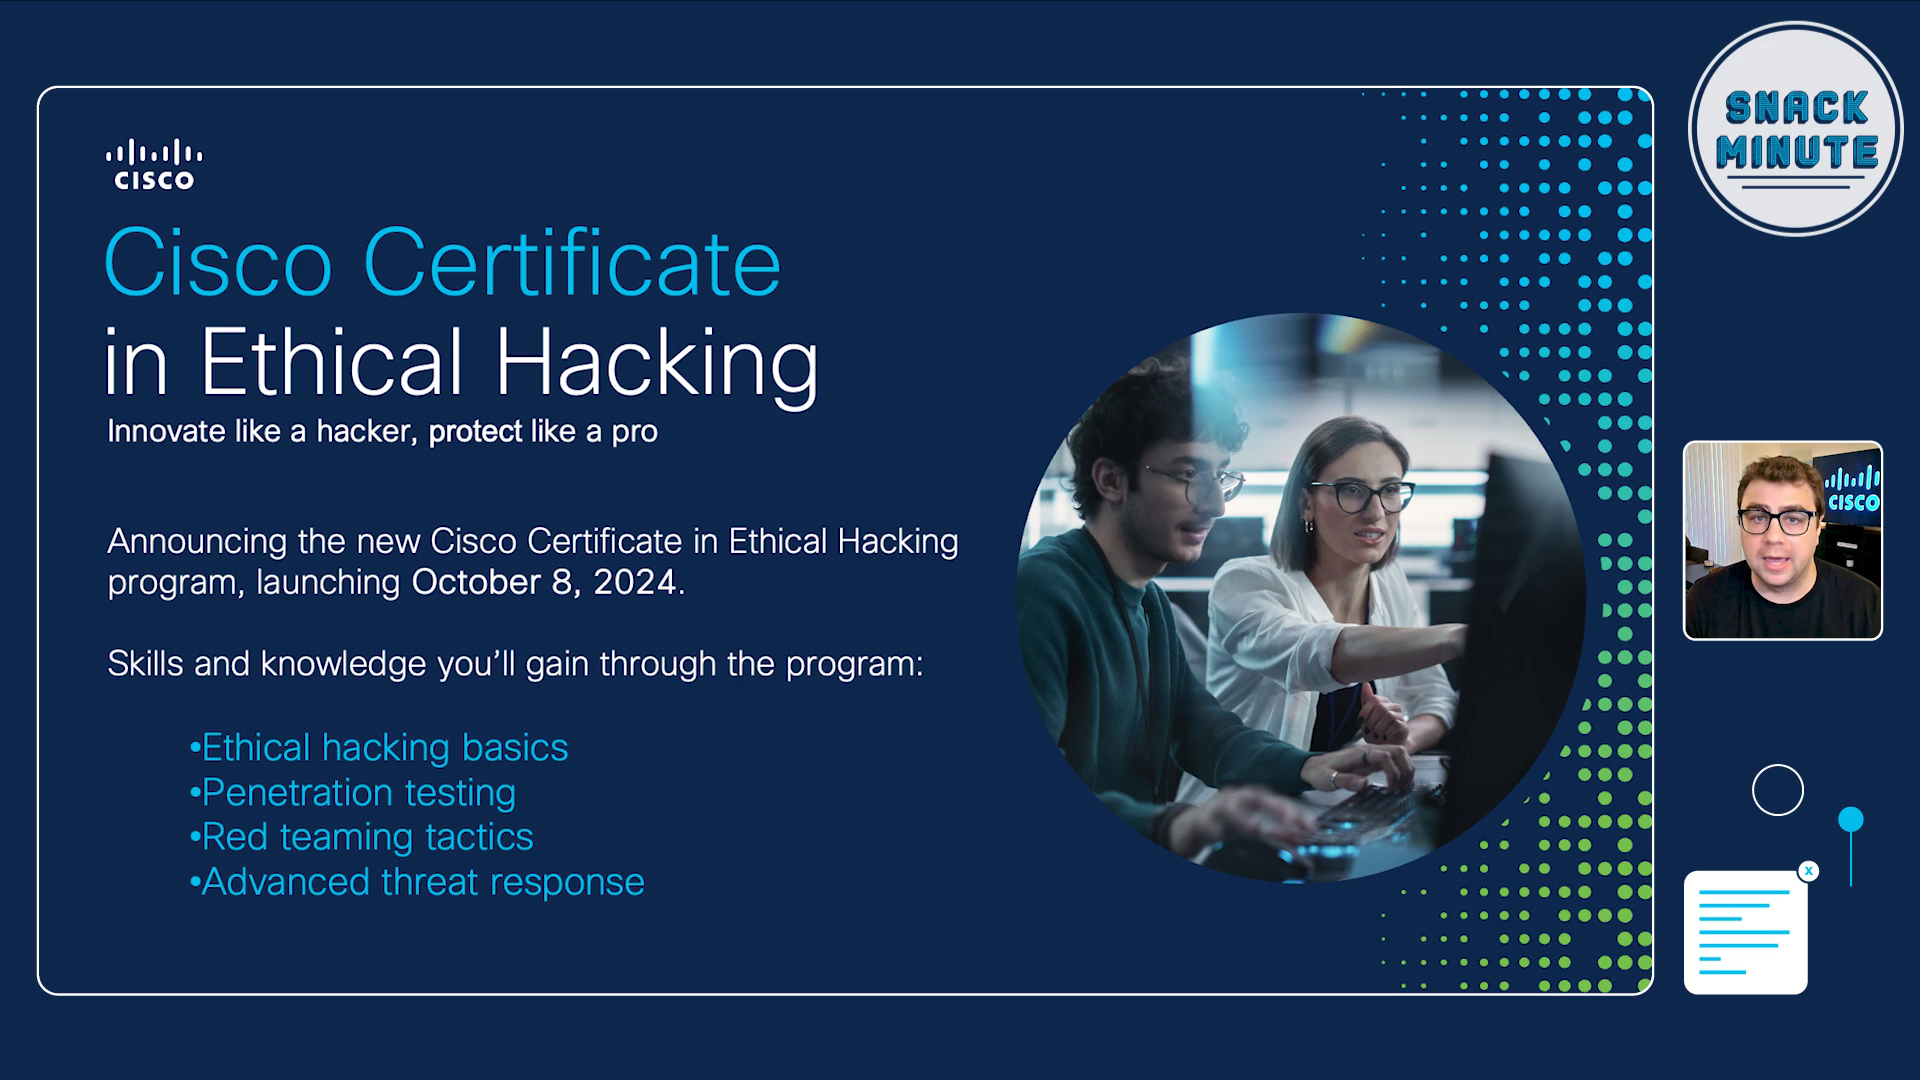 CISCO
Cisco Certificate
in Ethical Hacking
Innovate like a hacker, protect like a pro
Announcing the new Cisco Certificate in Ethical Hacking
program, launching October 8, 2024.
Skills and knowledge you’ll gain through the program:
•Ethical hacking basics
•Penetration testing
•Red teaming tactics
•Advanced threat response
SNACK
MINUTE
CISCO
x